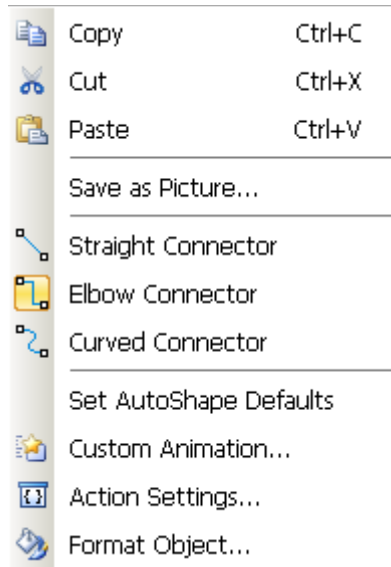 Copy Ctrl+C
Cut Ctrl+X
Paste Ctrl+V
Save as Picture...
Straight Connector
Elbow Connector
Curved Connector
Set AutoShape Defaults
Custom Animation...
Action Settings...
Format Object...